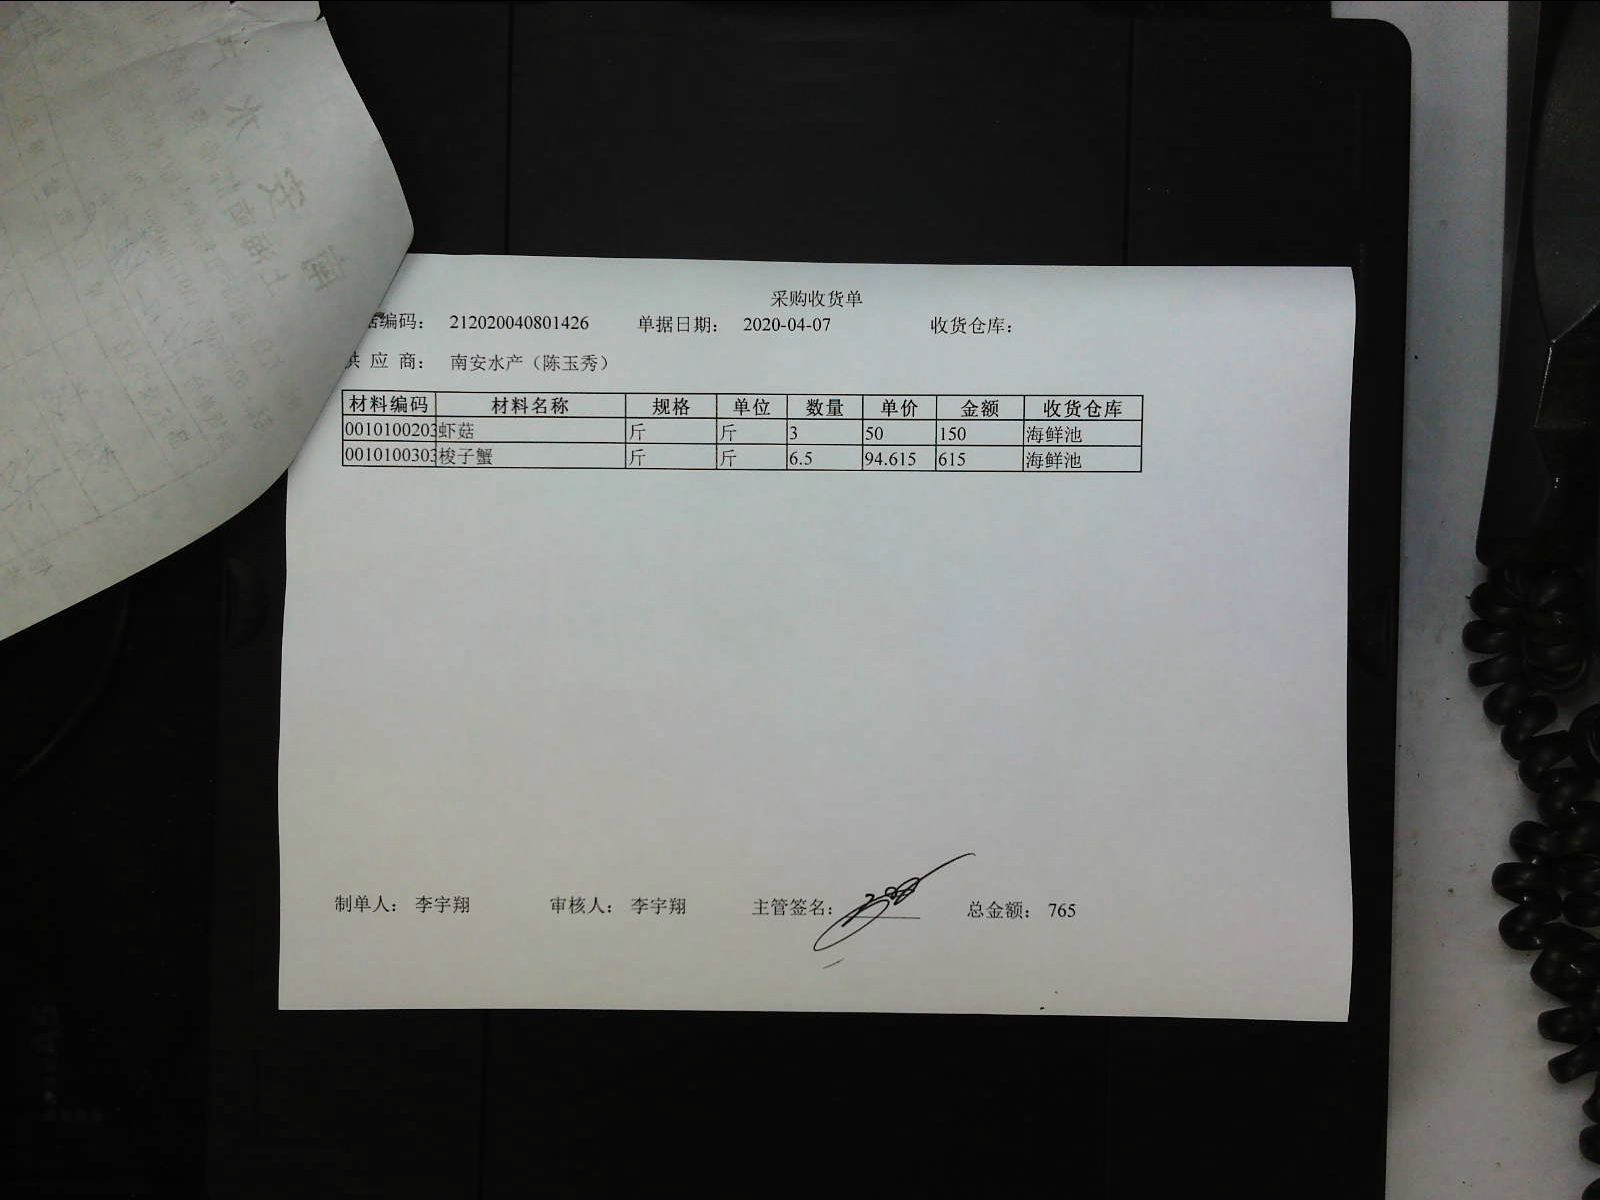 采购收货单
编码： 212020040801426 单据日期： 2020-04-07 收货仓库：
应 商： 南安水产（陈玉秀）
材料编码 材料名称 规格 单位 数量 单价 金额 收货仓库
0010100203 虾菇 斤 斤 3 50 150 海鲜池
0010100303 梭子蟹 斤 斤 6.5 94.615 615 海鲜池
制单人： 李宇翔 审核人： 李宇翔 主管签名： 总金额： 765